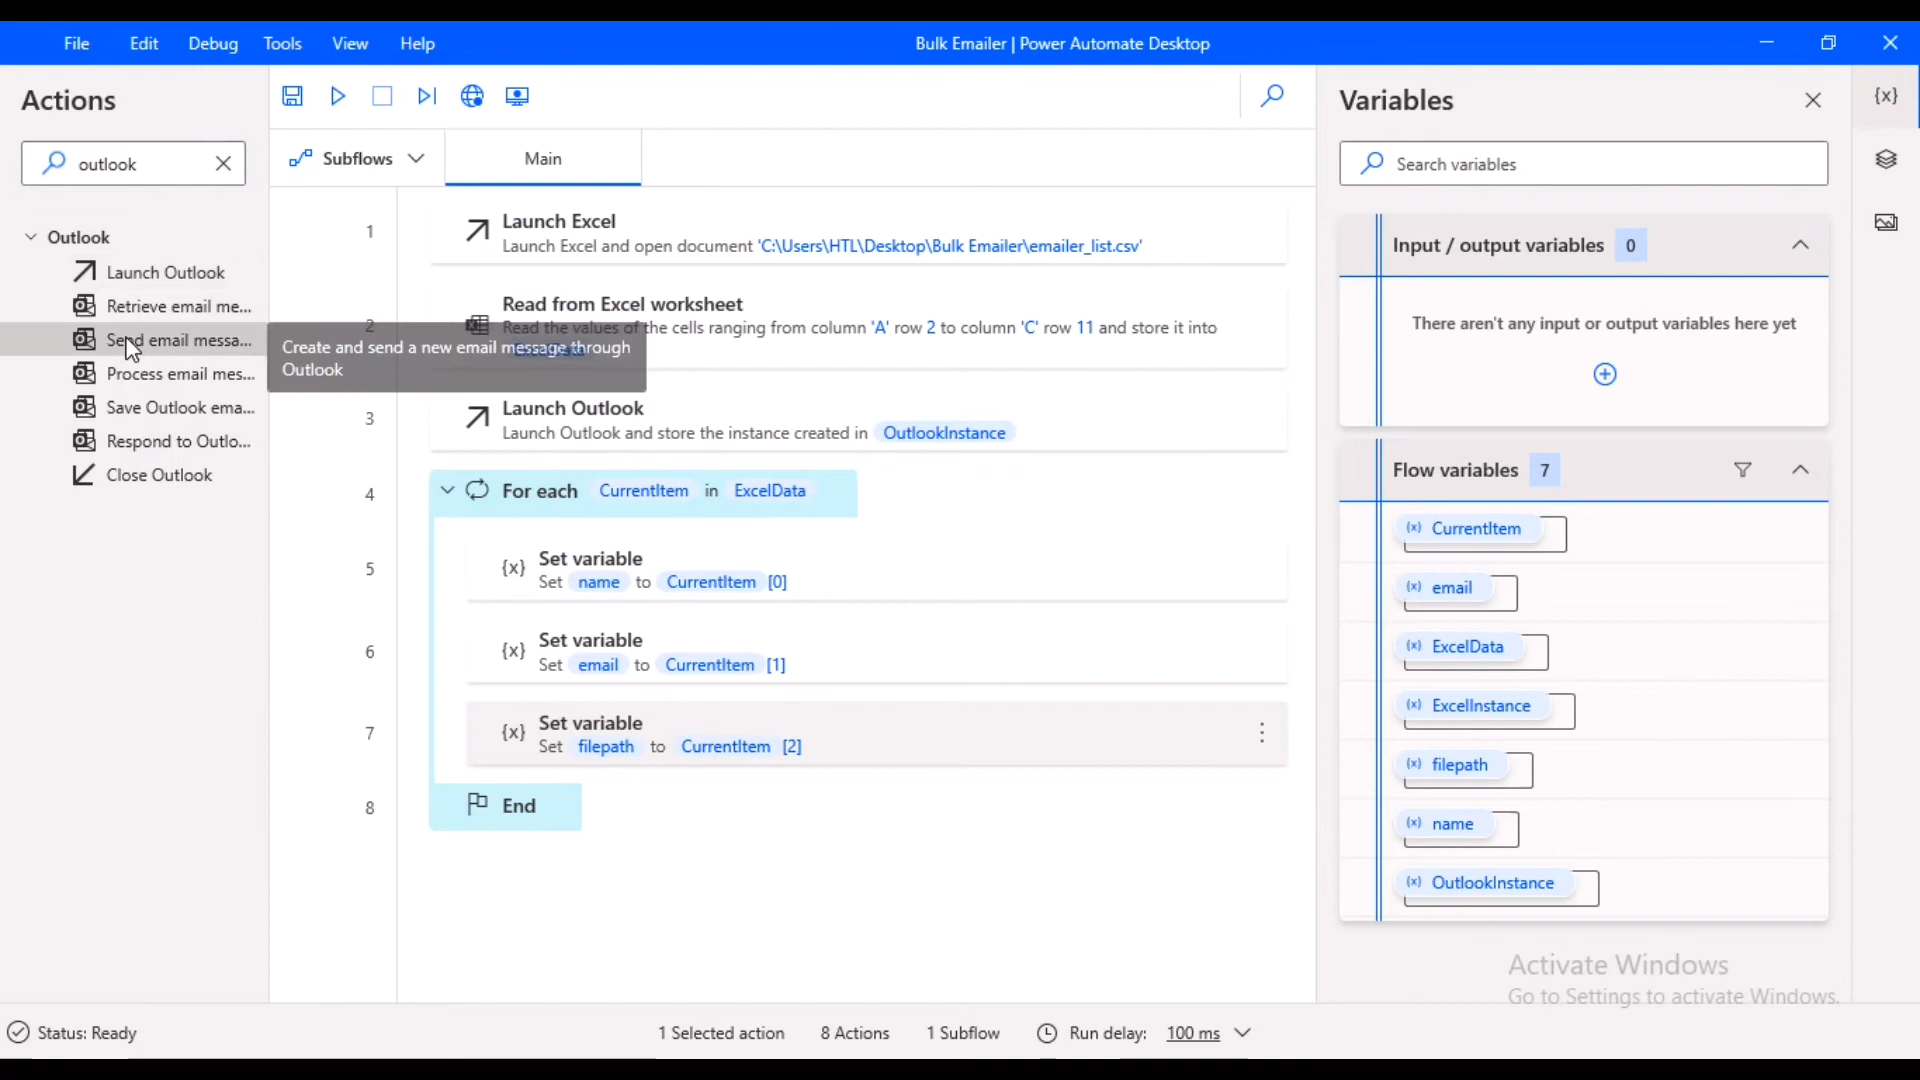 File Edit Debug Tools View Help
Bulk Emailer | Power Automate Desktop
Actions
outlook
Outlook
Launch Outlook
Retrieve email me...
Send email messa...
Process email mes...
Save Outlook ema...
Respond to Outlo...
Close Outlook
Create and send a new email message through
Outlook
Subflows
Main
1
Launch Excel
Launch Excel and open document 'C:\Users\HTL\Desktop\Bulk Emailer\emailer_list.csv'
2
Read from Excel worksheet
Read the values of the cells ranging from column 'A' row 2 to column 'C' row 11 and store it into
ExcelData
3
Launch Outlook
Launch Outlook and store the instance created in OutlookInstance
4
For each CurrentItem in ExcelData
5
{x} Set variable
Set name to CurrentItem [0]
6
{x} Set variable
Set email to CurrentItem [1]
7
{x} Set variable
Set filepath to CurrentItem [2]
8
End
Variables
{x}
Search variables
Input / output variables 0
There aren't any input or output variables here yet
Flow variables 7
(x) CurrentItem
(x) email
(x) ExcelData
(x) ExcelInstance
(x) filepath
(x) name
(x) OutlookInstance
Activate Windows
Go to Settings to activate Windows.
Status: Ready
1 Selected action
8 Actions
1 Subflow
Run delay: 100 ms